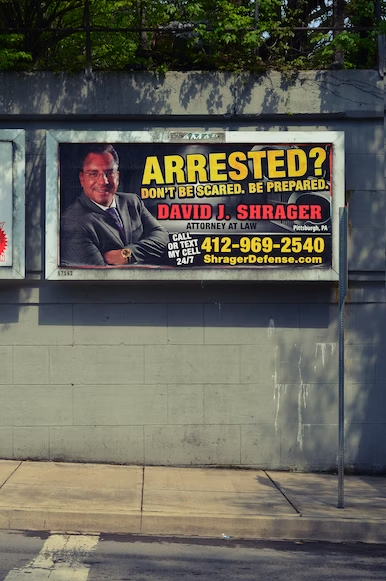 ARRESTED?
DON'T BE SCARED. BE PREPARED.
DAVID J. SHRAGER
ATTORNEY AT LAW
Pittsburgh, PA
CALL
OR TEXT
MY CELL
24/7
412-969-2540
ShragerDefense.com